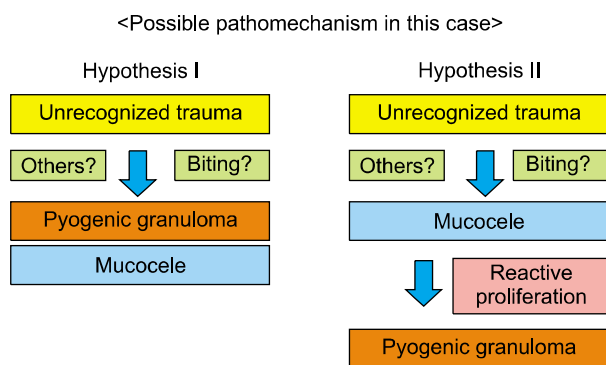 <Possible pathomechanism in this case>
Hypothesis I
Unrecognized trauma
Others?
Biting?
Pyogenic granuloma
Mucocele
Hypothesis II
Unrecognized trauma
Others?
Biting?
Mucocele
Reactive
proliferation
Pyogenic granuloma